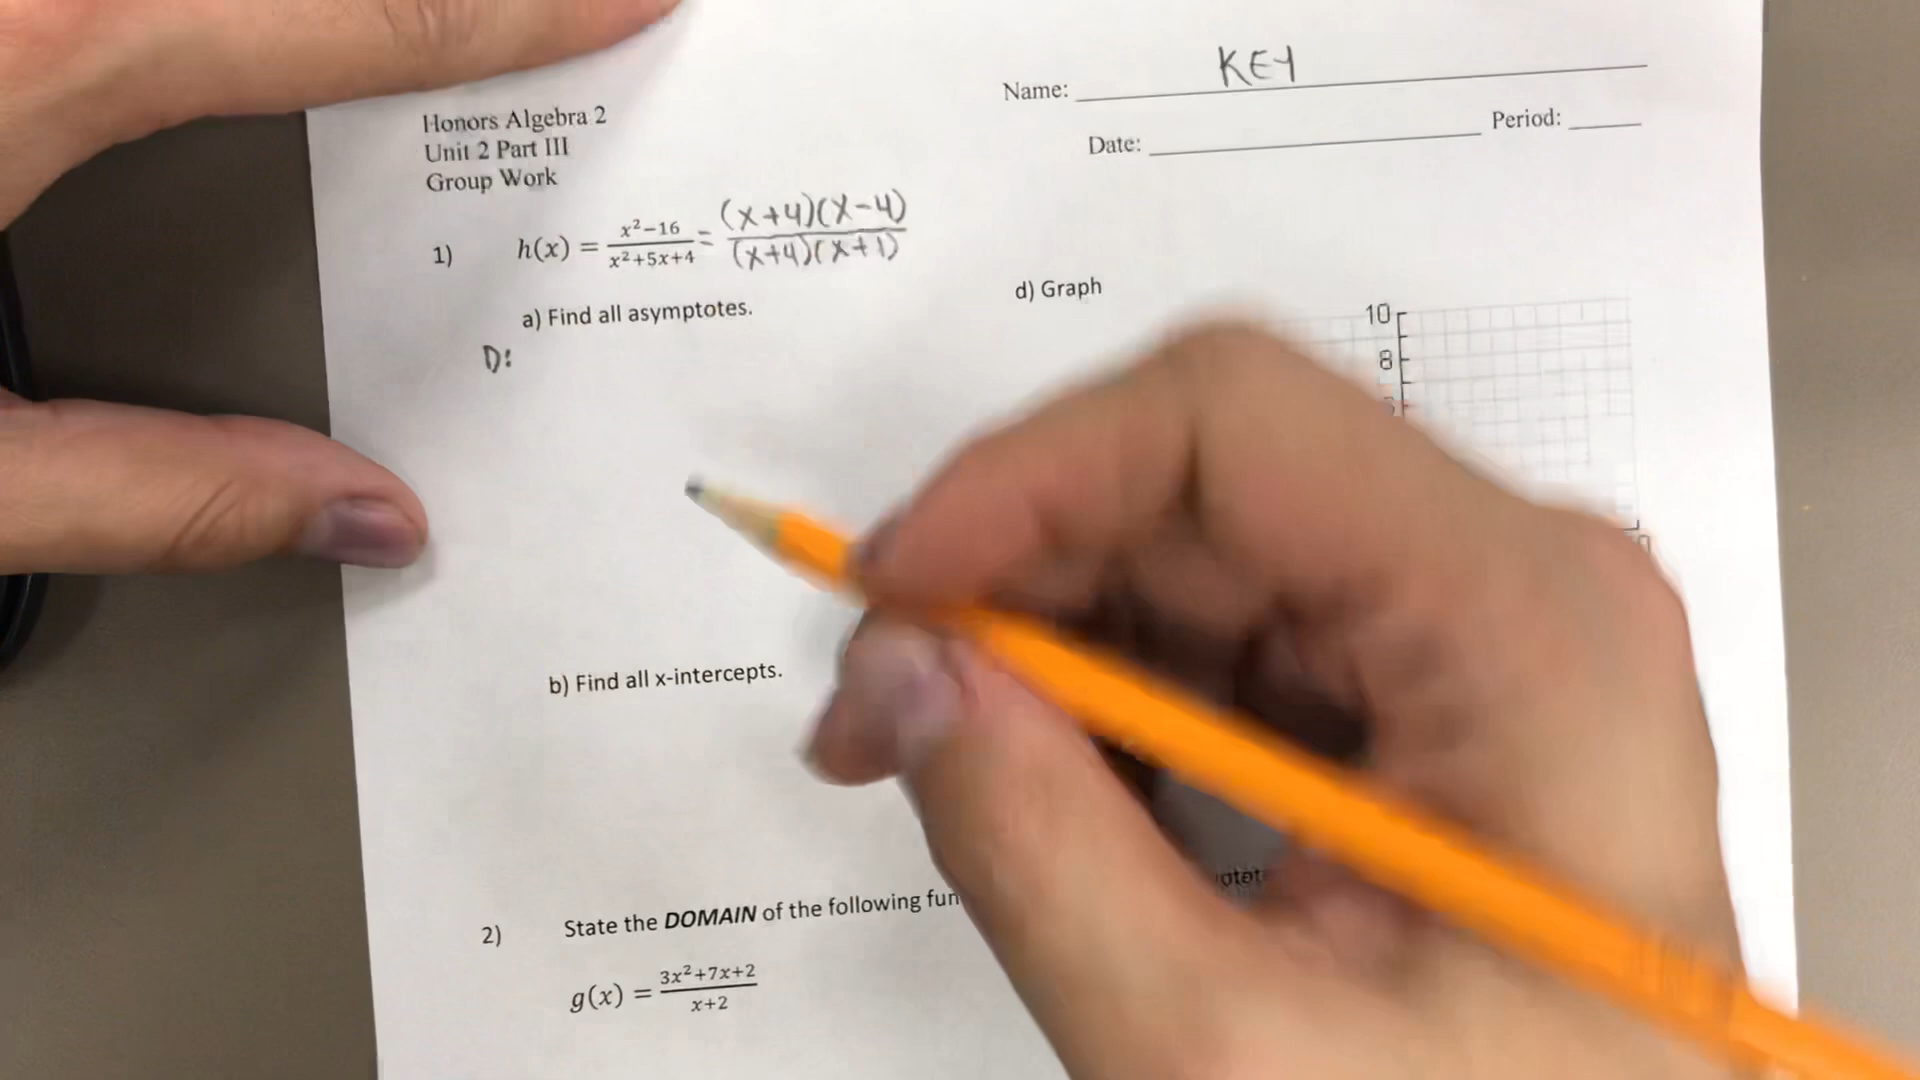 Name: KEY
Date: Period:
Honors Algebra 2
Unit 2 Part III
Group Work
1) h(x) = x²−16 / x²+5x+4 = (x+4)(x-4) / (x+4)(x+1)
a) Find all asymptotes.
D:
d) Graph
10
8
b) Find all x-intercepts.
2) State the DOMAIN of the following
g(x) = 3x²+7x+2 / x+2